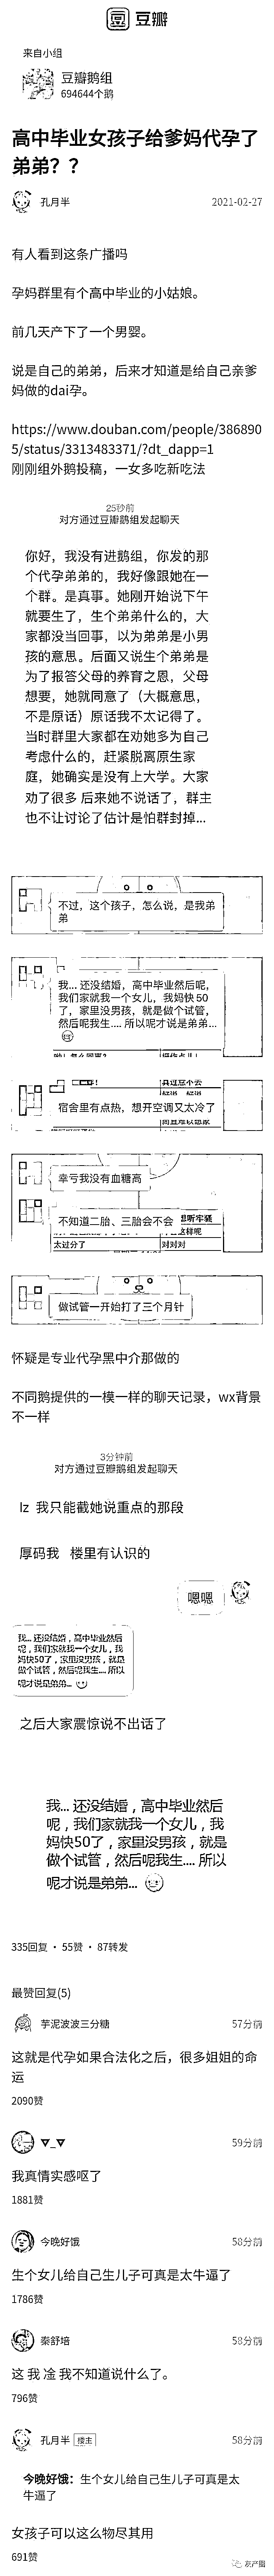 豆瓣
来自小组
豆瓣鹅组
694644个鹅
高中毕业女孩子给爹妈代孕了
弟弟？？
孔月半
2021-02-27
有人看到这条广播吗
孕妈群里有个高中毕业的小姑娘。
前几天产下了一个男婴。
说是自己的弟弟，后来才知道是给自己亲爹
妈做的dai孕。
https://www.douban.com/people/386890
5/status/3313483371/?dt_dapp=1
刚刚组外鹅投稿，一女多吃新吃法
25秒前
对方通过豆瓣鹅组发起聊天
你好，我没有进鹅组，你发的那
个代孕弟弟的，我好像跟她在一
个群。是真事。她刚开始说下午
就要生了，生个弟弟什么的，大
家都没当回事，以为弟弟是小男
孩的意思。后面又说生个弟弟是
为了报答父母的养育之恩，父母
想要，她就同意了（大概意思，
不是原话）原话我不太记得了。
当时群里大家都在劝她多为自己
考虑什么的，赶紧脱离原生家
庭，她确实是没有上大学。大家
劝了很多 后来她不说话了，群主
也不让讨论了估计是怕群封掉...
不过，这个孩子，怎么说，是我弟
弟
我... 还没结婚，高中毕业然后呢，
我们家就我一个女儿，我妈快 50
了，家里没男孩，就是做个试管，
然后呢我生.... 所以呢才说是弟弟...
宿舍里有点热，想开空调又太冷了
幸亏我没有血糖高
不知道二胎、三胎会不会
太过分了
对对对
做试管一开始打了三个月针
怀疑是专业代孕黑中介那做的
不同鹅提供的一模一样的聊天记录，wx背景
不一样
3分钟前
对方通过豆瓣鹅组发起聊天
lz 我只能截她说重点的那段
厚码我 楼里有认识的
嗯嗯
我... 还没结婚，高中毕业然后
呢，我们家就我一个女儿，我
妈快50了，家里没男孩，就是
做个试管，然后呢我生.... 所以
呢才说是弟弟...
之后大家震惊说不出话了
我... 还没结婚，高中毕业然后
呢，我们家就我一个女儿，我
妈快50了，家里没男孩，就是
做个试管，然后呢我生.... 所以
呢才说是弟弟...
335回复 · 55赞 · 87转发
最赞回复(5)
芋泥波波三分糖
57分前
这就是代孕如果合法化之后，很多姐姐的命
运
2090赞
▽_▽
59分前
我真情实感呕了
1881赞
今晚好饿
58分前
生个女儿给自己生儿子可真是太牛逼了
1786赞
秦舒培
58分前
这 我 凎 我不知道说什么了。
796赞
孔月半 楼主
58分前
今晚好饿：生个女儿给自己生儿子可真是太
牛逼了
女孩子可以这么物尽其用
691赞
灰产圈